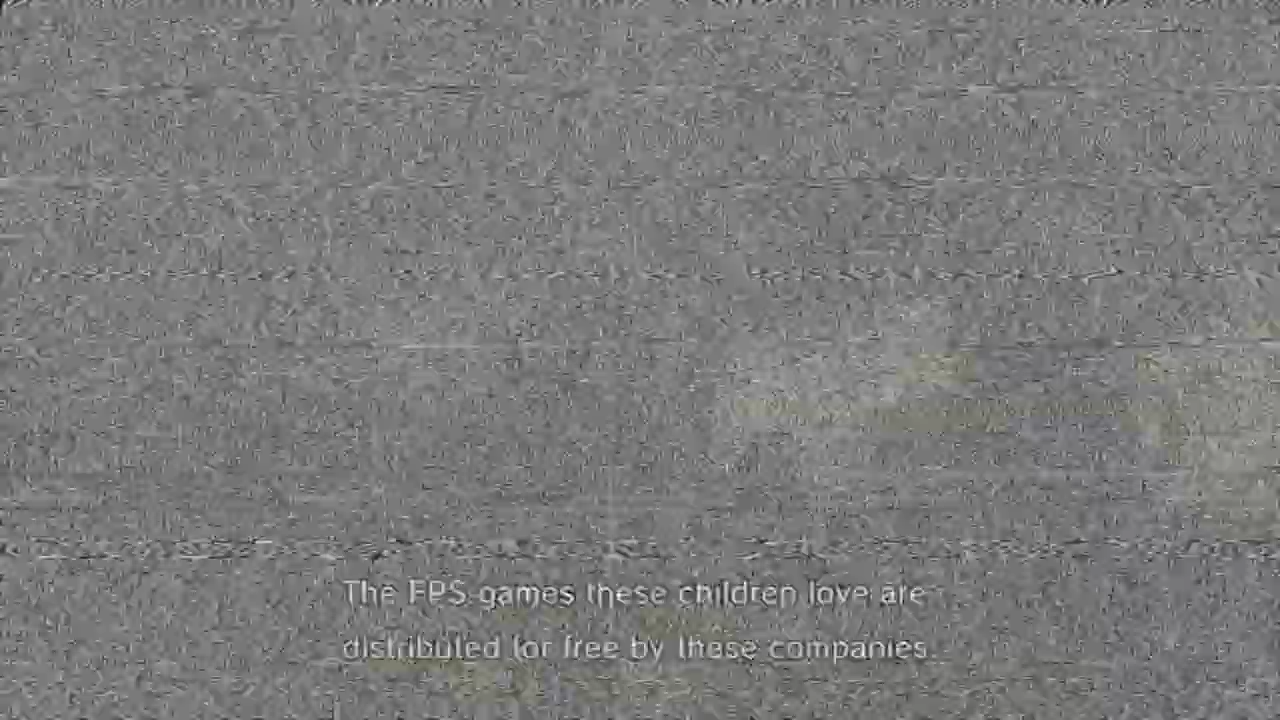 The FPS games these children love are
distributed for free by these companies.